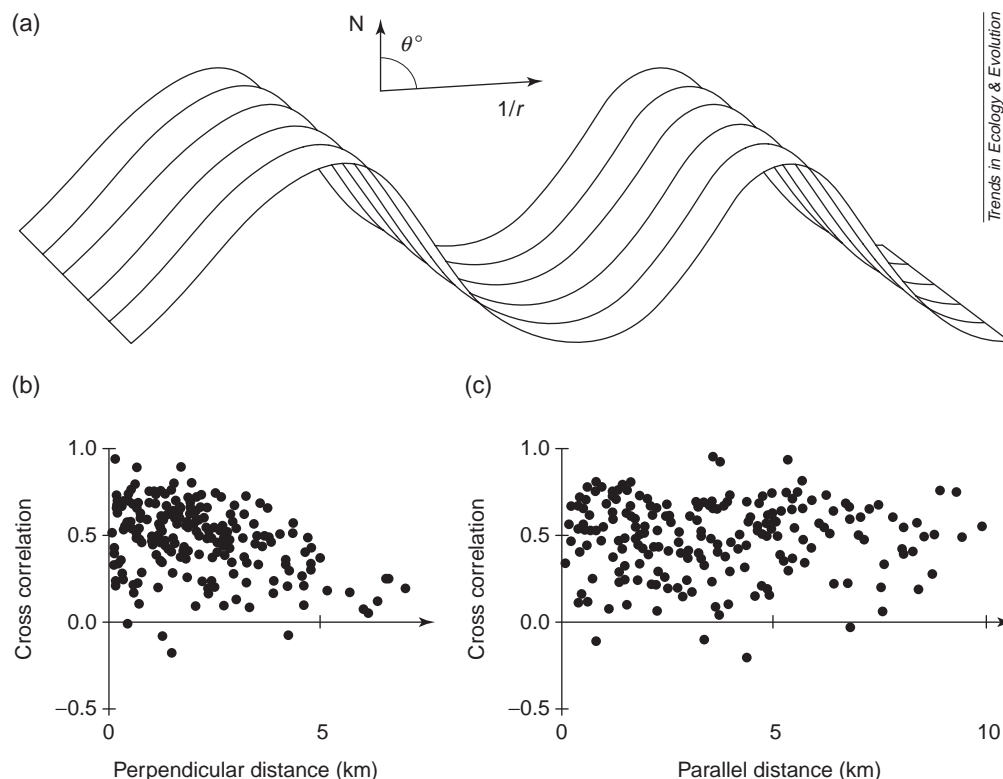 (a)
N
θ°
1/r
Trends in Ecology & Evolution
(b)
1.0
0.5
0.0
−0.5
Cross correlation
0
5
Perpendicular distance (km)
(c)
1.0
0.5
0.0
−0.5
Cross correlation
0
5
10
Parallel distance (km)